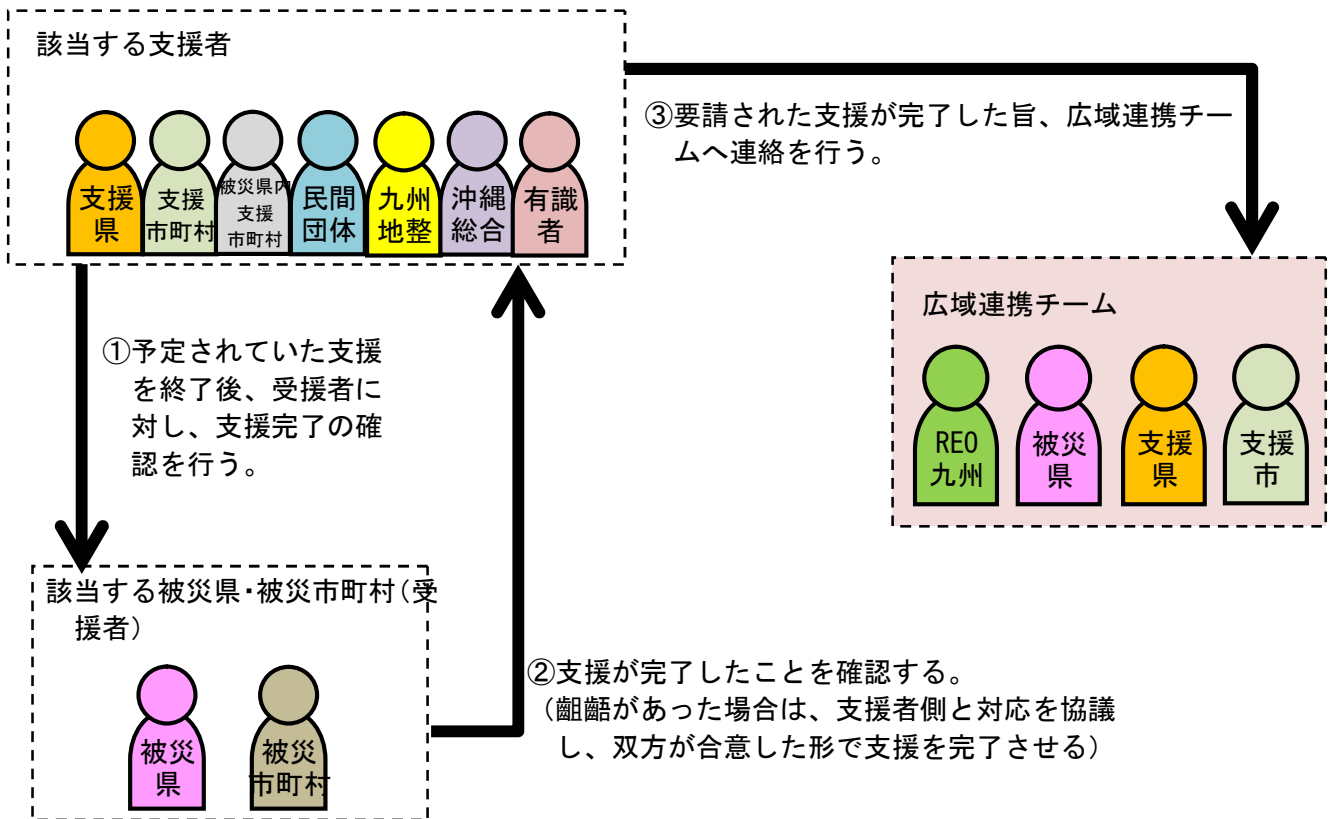 該当する支援者
支援
県
支援
市町村
被災県内
支援
市町村
民間
団体
九州
地整
沖縄
総合
有識
者
③要請された支援が完了した旨、広域連携チー
ムへ連絡を行う。
①予定されていた支援
を終了後、受援者に
対し、支援完了の確
認を行う。
広域連携チーム
REO
九州
被災
県
支援
県
支援
市
該当する被災県・被災市町村（受
援者）
被災
県
被災
市町村
②支援が完了したことを確認する。
（齟齬があった場合は、支援者側と対応を協議
し、双方が合意した形で支援を完了させる）